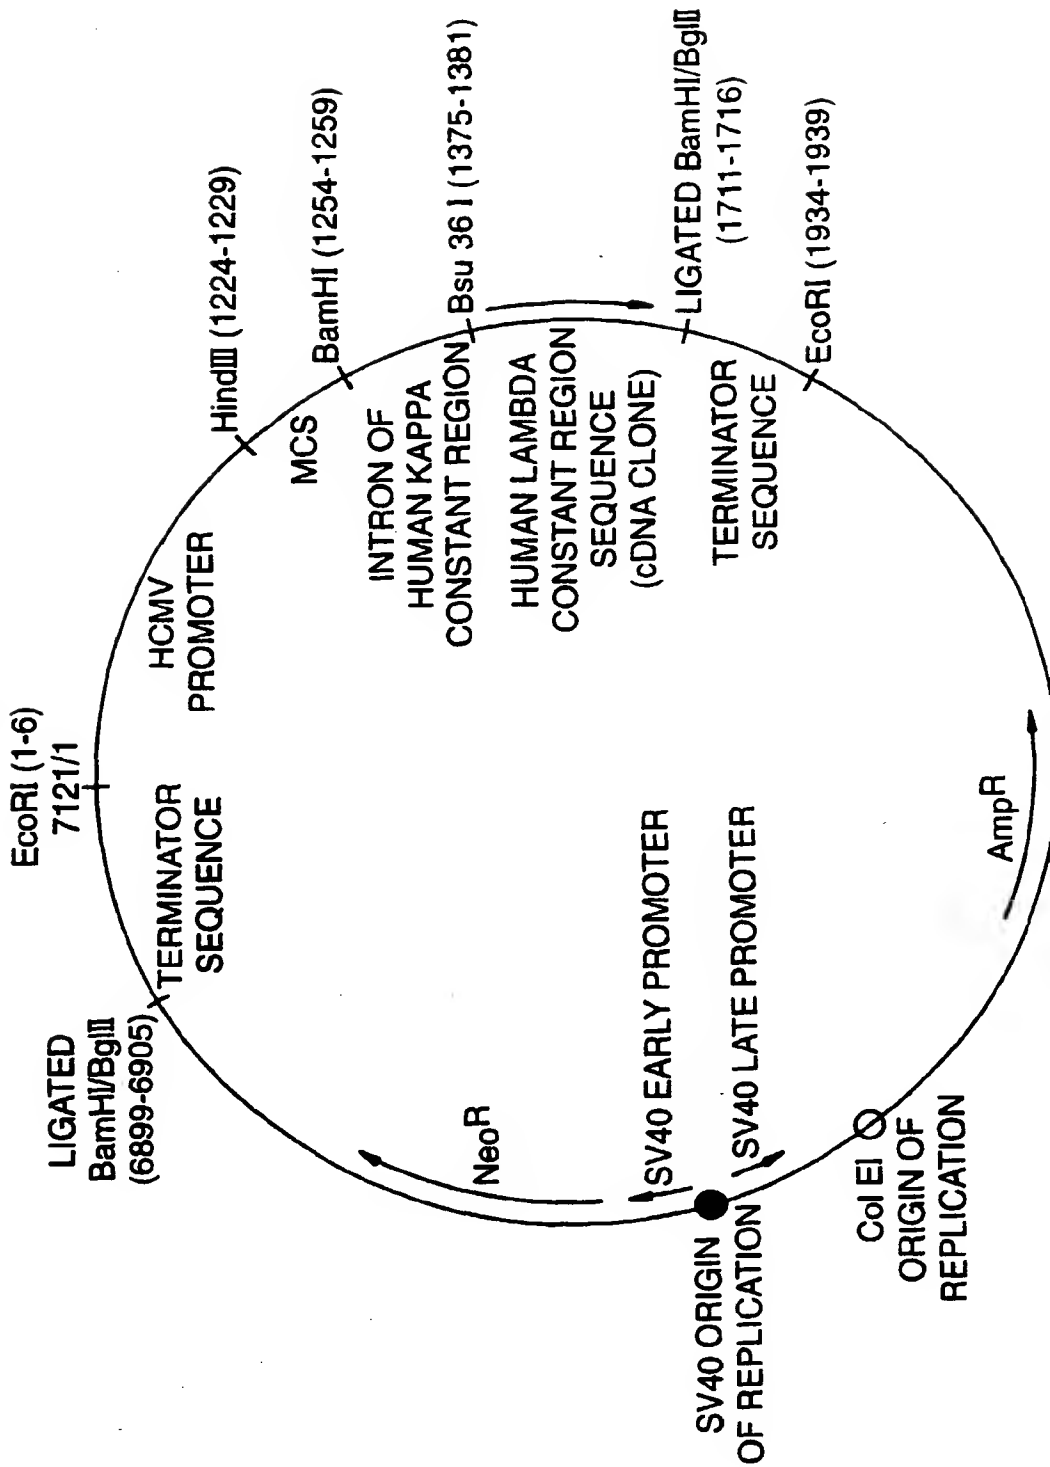 EcoRI (1-6)
7121/1
HCMV
PROMOTER
HindIII (1224-1229)
MCS
BamHI (1254-1259)
INTRON OF
HUMAN KAPPA
CONSTANT REGION
Bsu 36 I (1375-1381)
HUMAN LAMBDA
CONSTANT REGION
SEQUENCE
(cDNA CLONE)
LIGATED BamHI/BglII
(1711-1716)
TERMINATOR
SEQUENCE
EcoRI (1934-1939)
AmpR
Col EI
ORIGIN OF
REPLICATION
SV40 LATE PROMOTER
SV40 EARLY PROMOTER
SV40 ORIGIN
OF REPLICATION
NeoR
LIGATED
BamHI/BglII
(6899-6905)
TERMINATOR
SEQUENCE